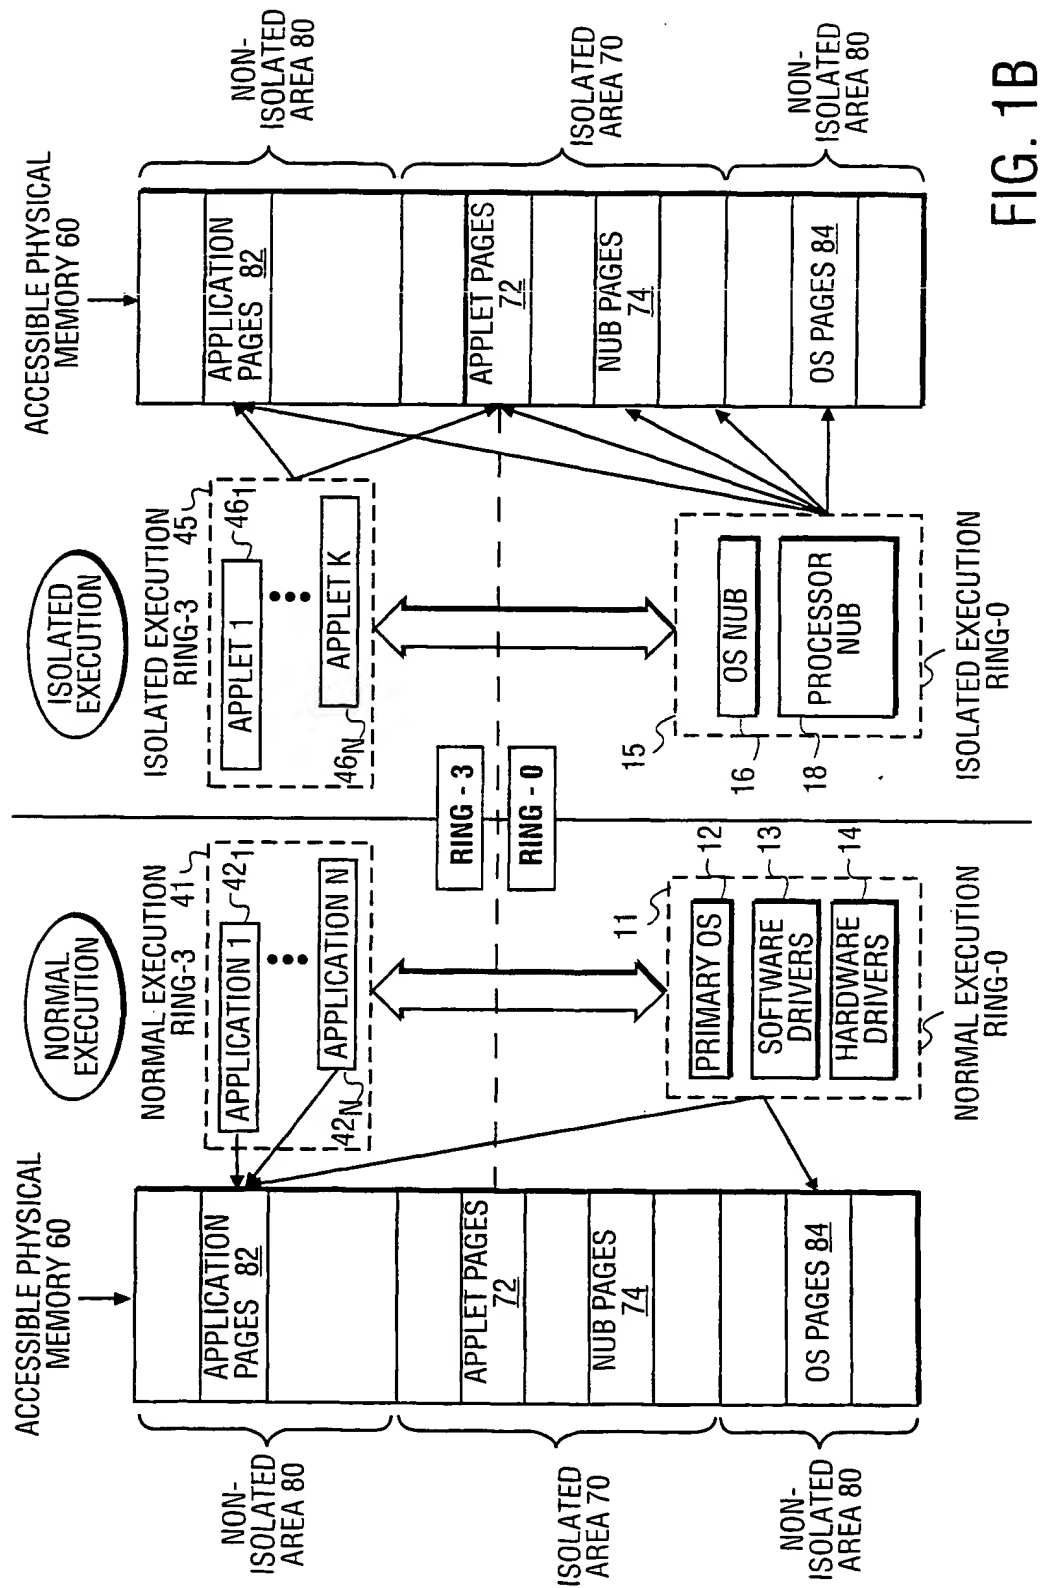 ACCESSIBLE PHYSICAL
MEMORY 60
NON-
ISOLATED
AREA 80
APPLICATION
PAGES 82
ISOLATED
AREA 70
APPLET PAGES
72
NUB PAGES
74
NON-
ISOLATED
AREA 80
OS PAGES 84
NORMAL
EXECUTION
NORMAL EXECUTION
RING-3
41
APPLICATION 1
42 1
APPLICATION N
42 N
RING - 3
RING - 0
11
PRIMARY OS
12
SOFTWARE
DRIVERS
13
HARDWARE
DRIVERS
14
NORMAL EXECUTION
RING-0
ISOLATED
EXECUTION
ISOLATED EXECUTION
RING-3
45
APPLET 1
46 1
APPLET K
46 N
15
OS NUB
16
PROCESSOR
NUB
18
ISOLATED EXECUTION
RING-0
ACCESSIBLE PHYSICAL
MEMORY 60
APPLICATION
PAGES 82
NON-
ISOLATED
AREA 80
APPLET PAGES
72
NUB PAGES
74
ISOLATED
AREA 70
OS PAGES 84
NON-
ISOLATED
AREA 80
FIG. 1B